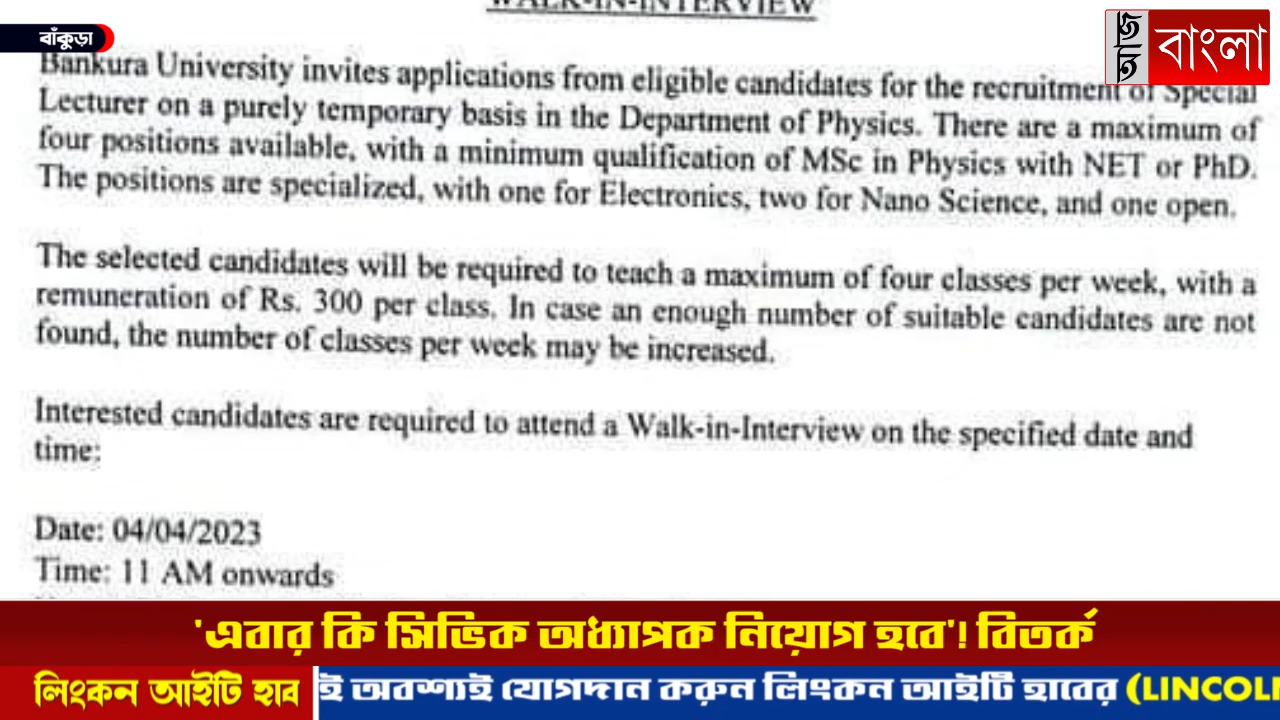 WALK-IN-INTERVIEW
বাঁকুড়া
আজ বাংলা
Bankura University invites applications from eligible candidates for the recruitment of Special
Lecturer on a purely temporary basis in the Department of Physics. There are a maximum of
four positions available, with a minimum qualification of MSc in Physics with NET or PhD.
The positions are specialized, with one for Electronics, two for Nano Science, and one open.
The selected candidates will be required to teach a maximum of four classes per week, with a
remuneration of Rs. 300 per class. In case an enough number of suitable candidates are not
found, the number of classes per week may be increased.
Interested candidates are required to attend a Walk-in-Interview on the specified date and
time:
Date: 04/04/2023
Time: 11 AM onwards
'এবার কি সিভিক অধ্যাপক নিয়োগ হবে'! বিতর্ক
লিংকন আইটি হাব
ই অবশ্যই যোগদান করুন লিংকন আইটি হাবের (LINCOL